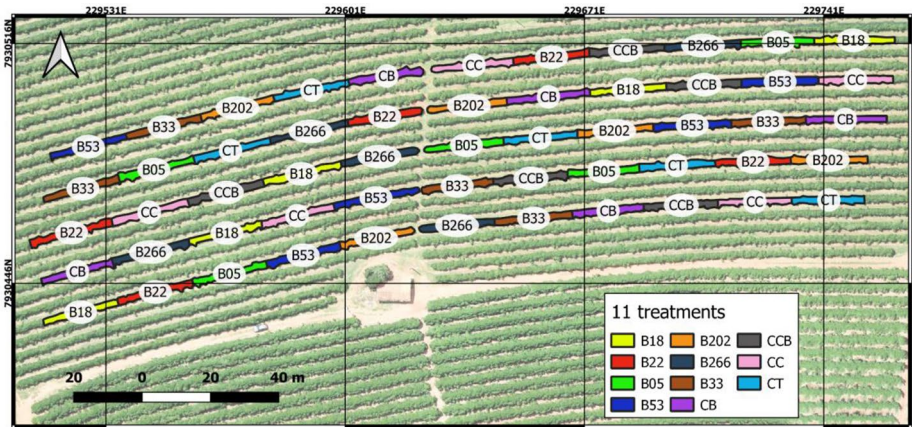 229531E 229601E 229671E 229741E
7930516N
7930446N
B53 B33 B202 CT CB CC B22 CCB B266 B05 B18
B33 B05 CT B266 B22 B202 CB B18 CCB B53 CC
B22 CC CCB B18 B266 B05 CT B202 B53 B33 CB
CB B266 B18 CC B53 B33 CCB B05 CT B22 B202
B18 B22 B05 B53 B202 B266 B33 CB CCB CC CT
20 0 20 40 m
11 treatments
B18 B202 CCB
B22 B266 CC
B05 B33 CT
B53 CB